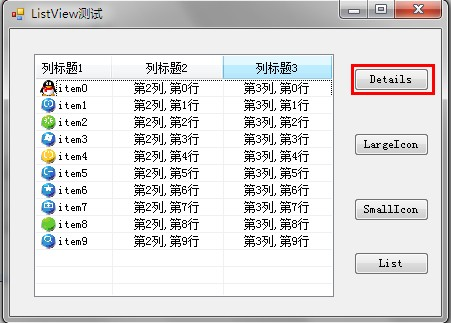 ListView测试
列标题1 列标题2 列标题3
item0 第2列,第0行 第3列,第0行
item1 第2列,第1行 第3列,第1行
item2 第2列,第2行 第3列,第2行
item3 第2列,第3行 第3列,第3行
item4 第2列,第4行 第3列,第4行
item5 第2列,第5行 第3列,第5行
item6 第2列,第6行 第3列,第6行
item7 第2列,第7行 第3列,第7行
item8 第2列,第8行 第3列,第8行
item9 第2列,第9行 第3列,第9行
Details
LargeIcon
SmallIcon
List